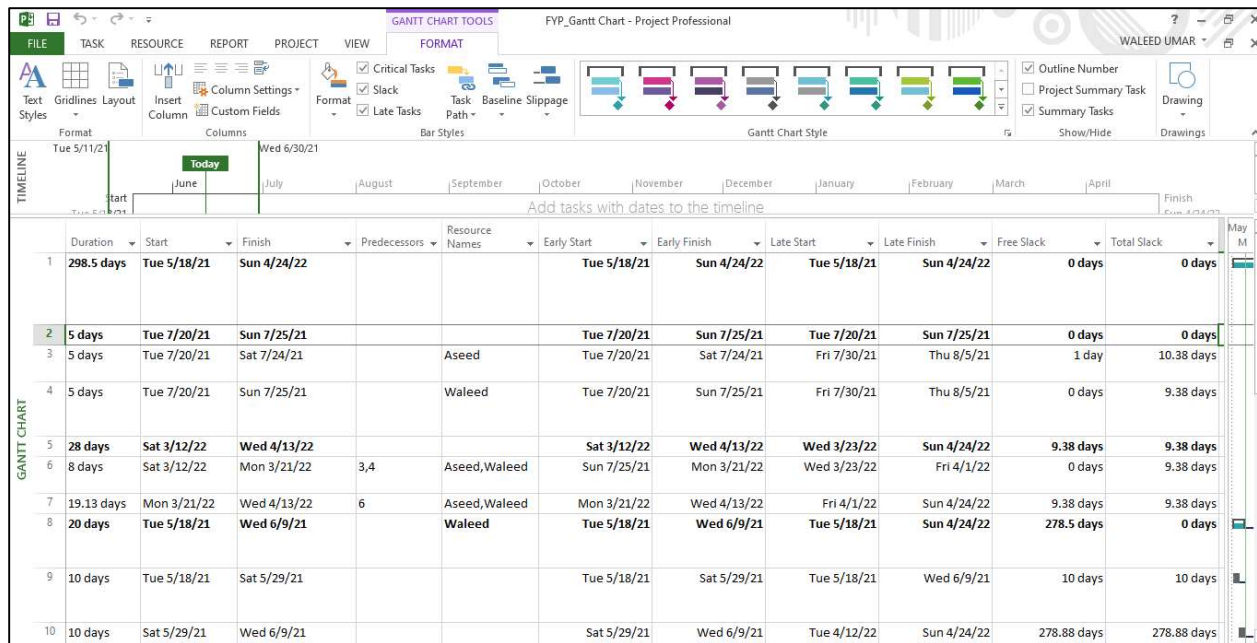 GANTT CHART TOOLS FYP_Gantt Chart - Project Professional ?
FILE TASK RESOURCE REPORT PROJECT VIEW FORMAT WALEED UMAR
Text Styles Gridlines Layout
Format
Insert Column Column Settings Custom Fields
Columns
Format Critical Tasks Slack Late Tasks Task Path Baseline Slippage
Bar Styles
Gantt Chart Style
Outline Number
Project Summary Task
Summary Tasks
Show/Hide
Drawing
Drawings
TIMELINE
Tue 5/11/21 Wed 6/30/21
Today
June July August September October November December January February March April
Start Add tasks with dates to the timeline Finish
GANTT CHART
Duration Start Finish Predecessors Resource Names Early Start Early Finish Late Start Late Finish Free Slack Total Slack May
M
1 298.5 days Tue 5/18/21 Sun 4/24/22 Tue 5/18/21 Sun 4/24/22 Tue 5/18/21 Sun 4/24/22 0 days 0 days
2 5 days Tue 7/20/21 Sun 7/25/21 Tue 7/20/21 Sun 7/25/21 Tue 7/20/21 Sun 7/25/21 0 days 0 days
3 5 days Tue 7/20/21 Sat 7/24/21 Aseed Tue 7/20/21 Sat 7/24/21 Fri 7/30/21 Thu 8/5/21 1 day 10.38 days
4 5 days Tue 7/20/21 Sun 7/25/21 Waleed Tue 7/20/21 Sun 7/25/21 Fri 7/30/21 Thu 8/5/21 0 days 9.38 days
5 28 days Sat 3/12/22 Wed 4/13/22 Sat 3/12/22 Wed 4/13/22 Wed 3/23/22 Sun 4/24/22 9.38 days 9.38 days
6 8 days Sat 3/12/22 Mon 3/21/22 3,4 Aseed,Waleed Sun 7/25/21 Mon 3/21/22 Wed 3/23/22 Fri 4/1/22 0 days 9.38 days
7 19.13 days Mon 3/21/22 Wed 4/13/22 6 Aseed,Waleed Mon 3/21/22 Wed 4/13/22 Fri 4/1/22 Sun 4/24/22 9.38 days 9.38 days
8 20 days Tue 5/18/21 Wed 6/9/21 Waleed Tue 5/18/21 Wed 6/9/21 Tue 5/18/21 Sun 4/24/22 278.5 days 0 days
9 10 days Tue 5/18/21 Sat 5/29/21 Tue 5/18/21 Sat 5/29/21 Tue 5/18/21 Wed 6/9/21 10 days 10 days
10 10 days Sat 5/29/21 Wed 6/9/21 Sat 5/29/21 Wed 6/9/21 Tue 4/12/22 Sun 4/24/22 278.88 days 278.88 days